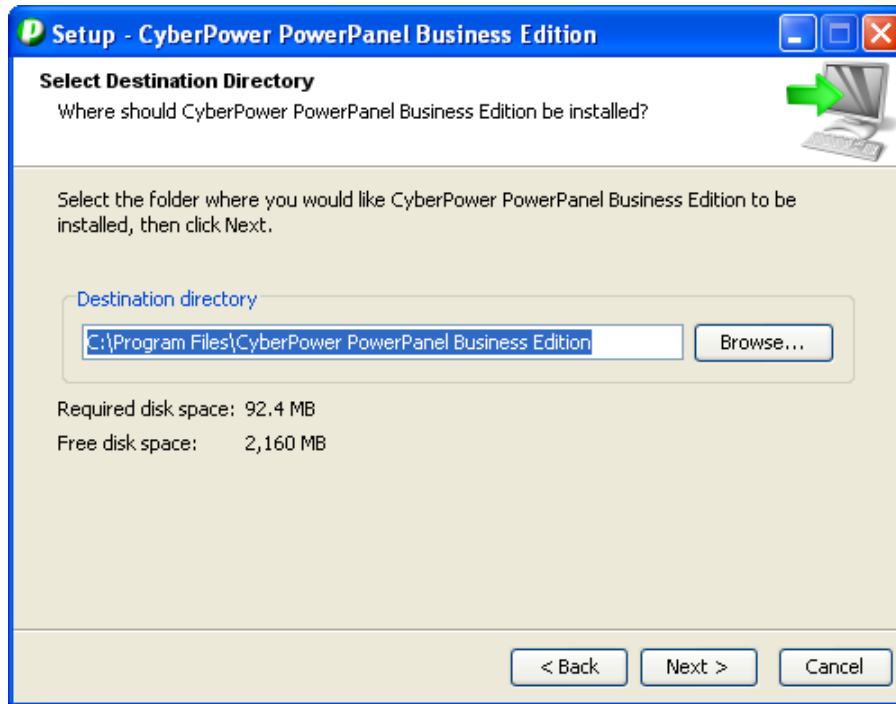 Setup - CyberPower PowerPanel Business Edition
Select Destination Directory
Where should CyberPower PowerPanel Business Edition be installed?
Select the folder where you would like CyberPower PowerPanel Business Edition to be
installed, then click Next.
Destination directory
C:\Program Files\CyberPower PowerPanel Business Edition
Browse...
Required disk space: 92.4 MB
Free disk space: 2,160 MB
< Back
Next >
Cancel